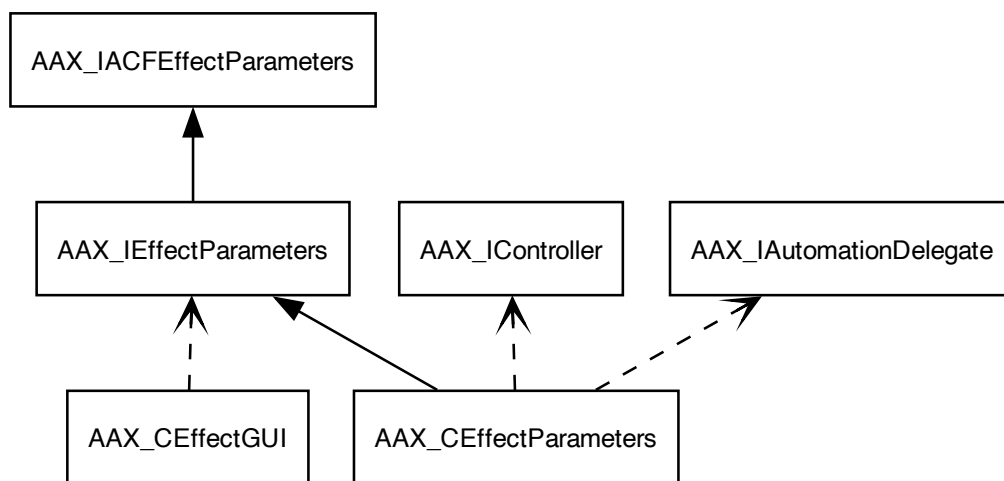 AAX_IACFEffectParameters
AAX_IEffectParameters
AAX_IController
AAX_IAutomationDelegate
AAX_CEffectGUI
AAX_CEffectParameters